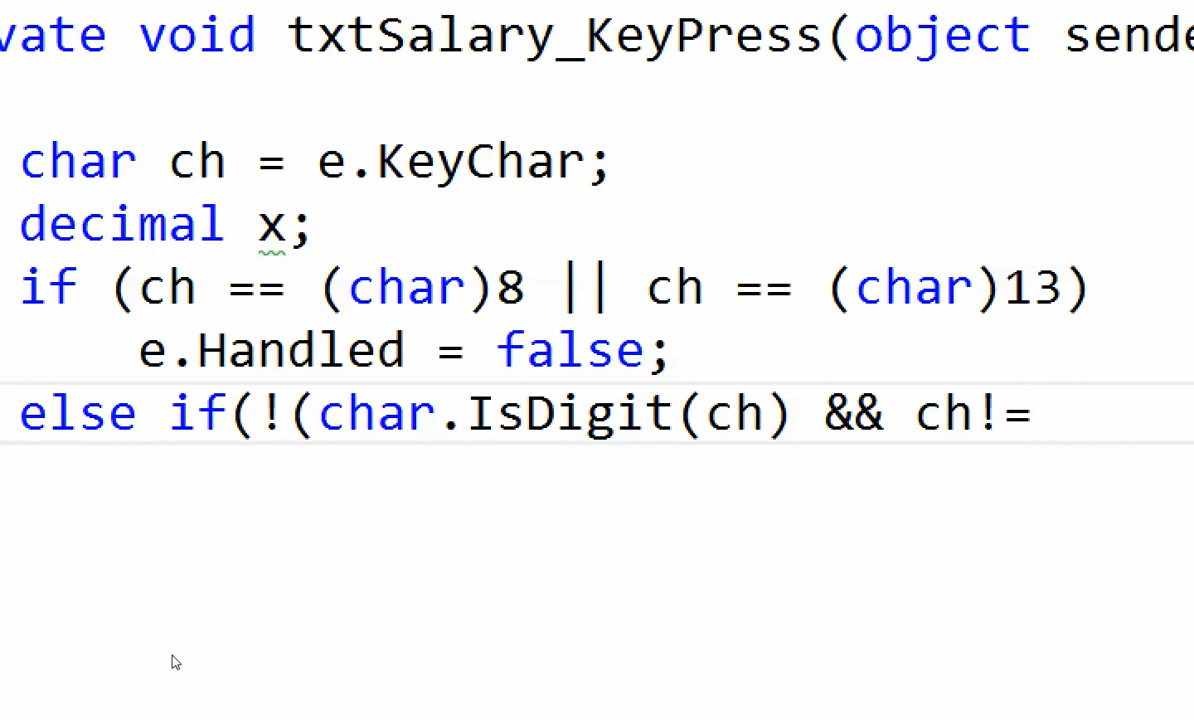 vate void txtSalary_KeyPress(object sende
char ch = e.KeyChar;
decimal x;
if (ch == (char)8 || ch == (char)13)
e.Handled = false;
else if(!(char.IsDigit(ch) && ch!=